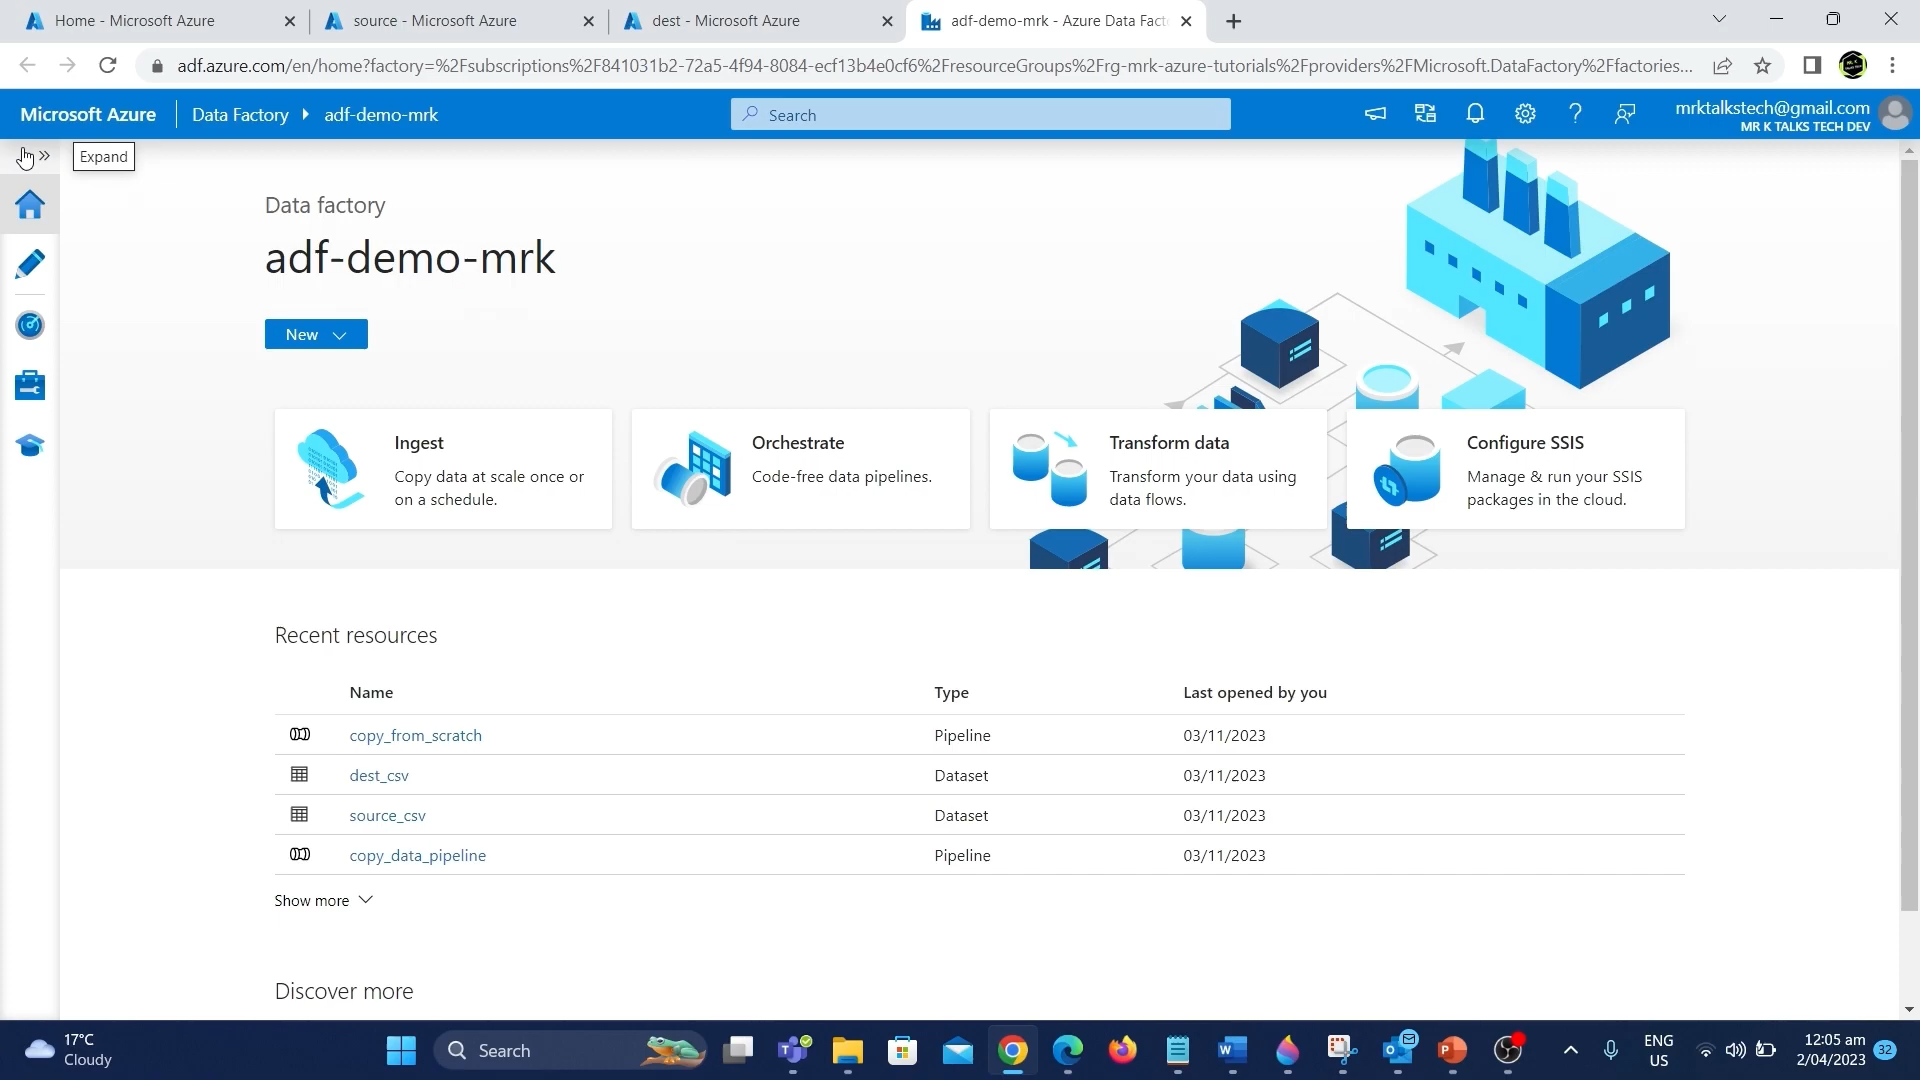 Home - Microsoft Azure
source - Microsoft Azure
dest - Microsoft Azure
adf-demo-mrk - Azure Data Fact
adf.azure.com/en/home?factory=%2Fsubscriptions%2F841031b2-72a5-4f94-8084-ecf13b4e0cf6%2FresourceGroups%2Frg-mrk-azure-tutorials%2Fproviders%2FMicrosoft.DataFactory%2Ffactories...
Microsoft Azure
Data Factory
adf-demo-mrk
Search
mrktalkstech@gmail.com
MR K TALKS TECH DEV
Expand
Data factory
adf-demo-mrk
New
Ingest
Copy data at scale once or
on a schedule.
Orchestrate
Code-free data pipelines.
Transform data
Transform your data using
data flows.
Configure SSIS
Manage & run your SSIS
packages in the cloud.
Recent resources
Name Type Last opened by you
copy_from_scratch Pipeline 03/11/2023
dest_csv Dataset 03/11/2023
source_csv Dataset 03/11/2023
copy_data_pipeline Pipeline 03/11/2023
Show more
Discover more
17°C
Cloudy
Search
ENG
US
12:05 am
2/04/2023
32